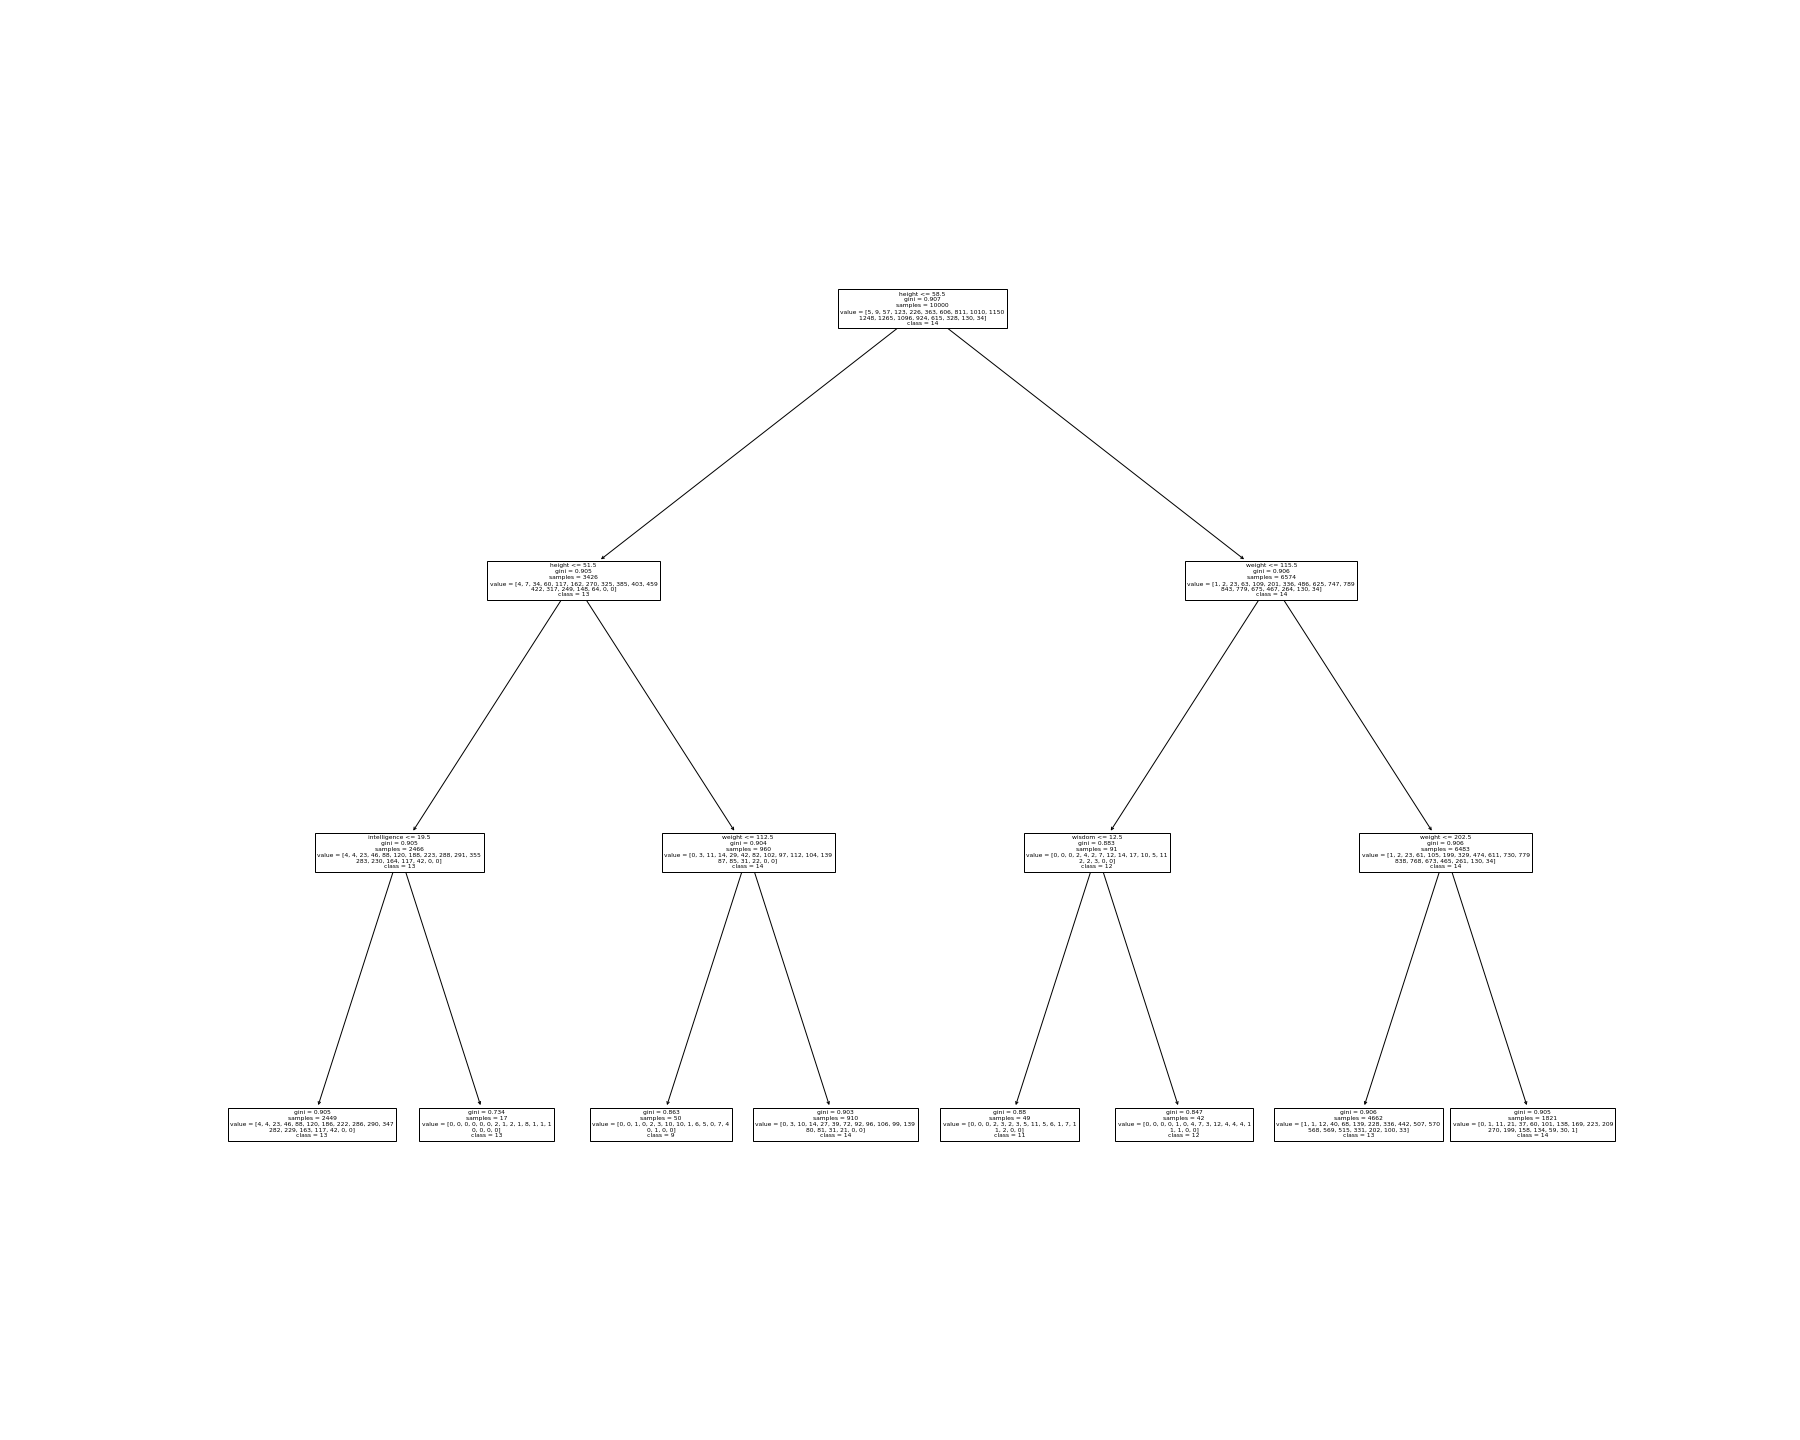 height <= 58.5
gini = 0.907
samples = 10000
value = [5, 9, 57, 123, 226, 363, 606, 811, 1010, 1150
1248, 1265, 1096, 924, 615, 328, 130, 34]
class = 14
height <= 51.5
gini = 0.905
samples = 3426
value = [4, 7, 34, 60, 117, 162, 270, 325, 385, 403, 459
422, 317, 249, 148, 64, 0, 0]
class = 13
weight <= 115.5
gini = 0.906
samples = 6574
value = [1, 2, 23, 63, 109, 201, 336, 486, 625, 747, 789
843, 779, 675, 467, 264, 130, 34]
class = 14
intelligence <= 19.5
gini = 0.905
samples = 2466
value = [4, 4, 23, 46, 88, 120, 188, 223, 288, 291, 355
283, 230, 164, 117, 42, 0, 0]
class = 13
weight <= 112.5
gini = 0.904
samples = 960
value = [0, 3, 11, 14, 29, 42, 82, 102, 97, 112, 104, 139
87, 85, 31, 22, 0, 0]
class = 14
wisdom <= 12.5
gini = 0.883
samples = 91
value = [0, 0, 0, 2, 4, 2, 7, 12, 14, 17, 10, 5, 11
2, 2, 3, 0, 0]
class = 12
weight <= 202.5
gini = 0.906
samples = 6483
value = [1, 2, 23, 61, 105, 199, 329, 474, 611, 730, 779
838, 768, 673, 465, 261, 130, 34]
class = 14
gini = 0.905
samples = 2449
value = [4, 4, 23, 46, 88, 120, 186, 222, 286, 290, 347
282, 229, 163, 117, 42, 0, 0]
class = 13
gini = 0.734
samples = 17
value = [0, 0, 0, 0, 0, 0, 2, 1, 2, 1, 8, 1, 1, 1
0, 0, 0, 0]
class = 13
gini = 0.863
samples = 50
value = [0, 0, 1, 0, 2, 3, 10, 10, 1, 6, 5, 0, 7, 4
0, 1, 0, 0]
class = 9
gini = 0.903
samples = 910
value = [0, 3, 10, 14, 27, 39, 72, 92, 96, 106, 99, 139
80, 81, 31, 21, 0, 0]
class = 14
gini = 0.88
samples = 49
value = [0, 0, 0, 2, 3, 2, 3, 5, 11, 5, 6, 1, 7, 1
1, 2, 0, 0]
class = 11
gini = 0.847
samples = 42
value = [0, 0, 0, 0, 1, 0, 4, 7, 3, 12, 4, 4, 4, 1
1, 1, 0, 0]
class = 12
gini = 0.906
samples = 4662
value = [1, 1, 12, 40, 68, 139, 228, 336, 442, 507, 570
568, 569, 515, 331, 202, 100, 33]
class = 13
gini = 0.905
samples = 1821
value = [0, 1, 11, 21, 37, 60, 101, 138, 169, 223, 209
270, 199, 158, 134, 59, 30, 1]
class = 14